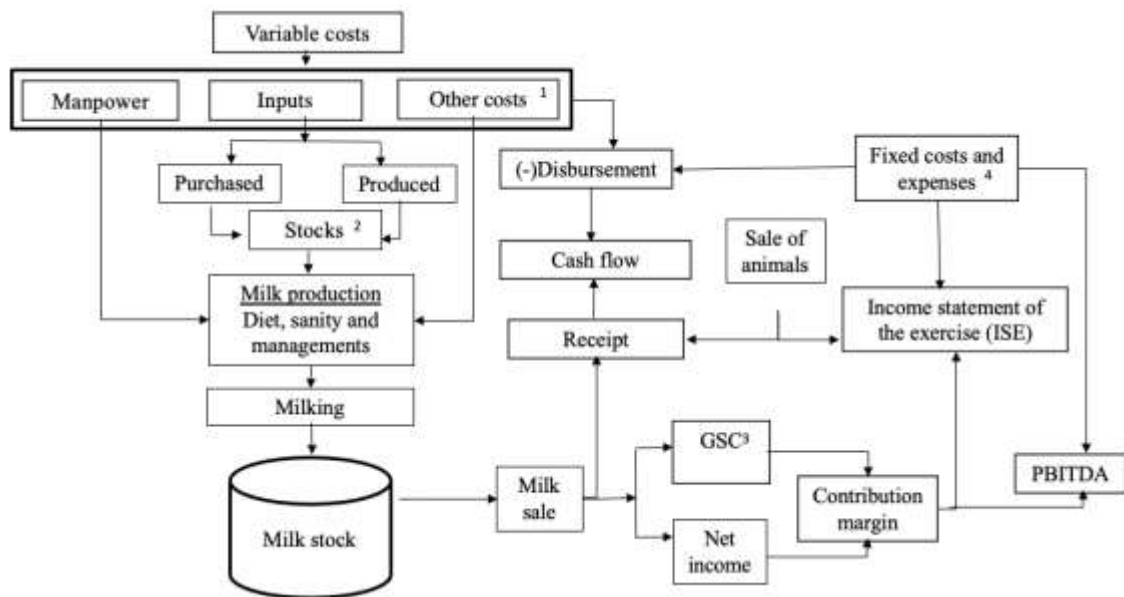 Variable costs
Manpower
Inputs
Other costs 1
Purchased
Produced
Stocks 2
Milk production
Diet, sanity and
managements
Milking
Milk stock
(-)Disbursement
Cash flow
Receipt
Sale of
animals
Fixed costs and
expenses 4
Income statement of
the exercise (ISE)
Milk
sale
GSC³
Net
income
Contribution
margin
PBITDA